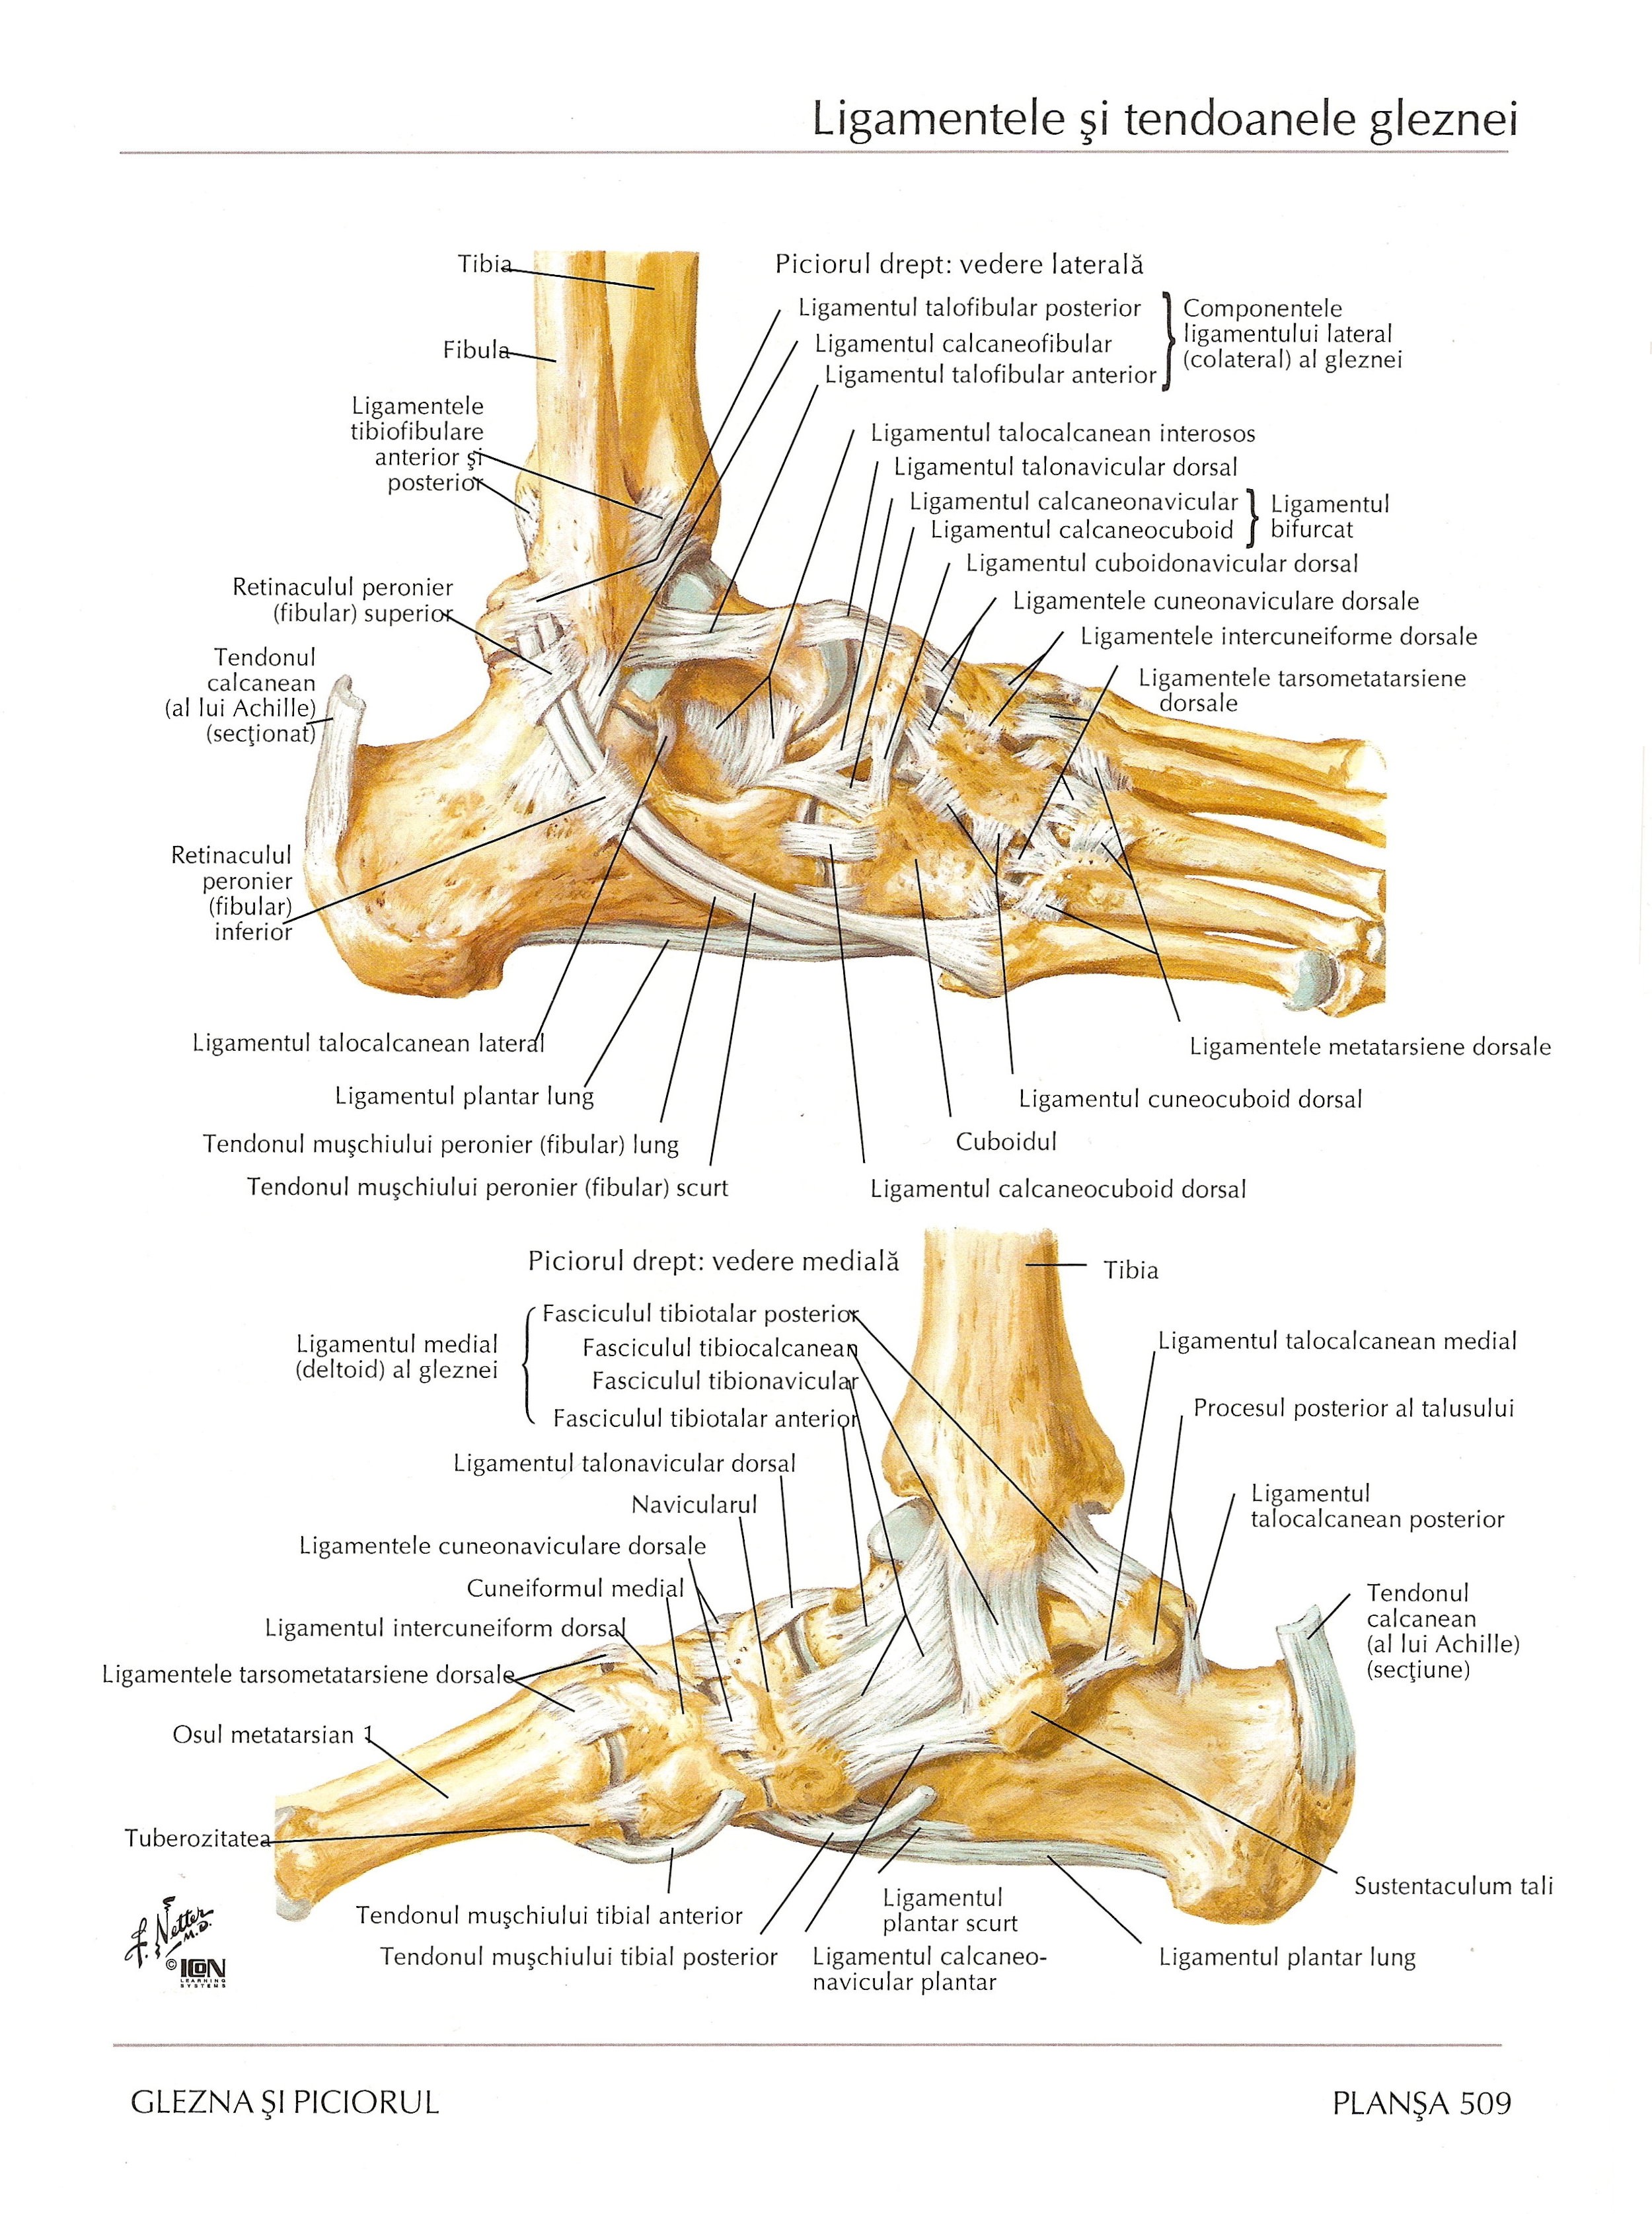 Ligamentele şi tendoanele gleznei
Tibia
Piciorul drept: vedere laterală
Ligamentul talofibular posterior
Ligamentul calcaneofibular
Ligamentul talofibular anterior
Componentele
ligamentului lateral
(colateral) al gleznei
Fibula
Ligamentele
tibiofibulare
anterior şi
posterior
Ligamentul talocalcanean interosos
Ligamentul talonavicular dorsal
Ligamentul calcaneonavicular
Ligamentul calcaneocuboid
Ligamentul
bifurcat
Ligamentul cuboidonavicular dorsal
Ligamentele cuneonaviculare dorsale
Ligamentele intercuneiforme dorsale
Ligamentele tarsometatarsiene
dorsale
Retinaculul peronier
(fibular) superior
Tendonul
calcanean
(al lui Achille)
(secţionat)
Retinaculul
peronier
(fibular)
inferior
Ligamentul talocalcanean lateral
Ligamentul plantar lung
Tendonul muşchiului peronier (fibular) lung
Tendonul muşchiului peronier (fibular) scurt
Ligamentele metatarsiene dorsale
Ligamentul cuneocuboid dorsal
Cuboidul
Ligamentul calcaneocuboid dorsal
Piciorul drept: vedere medială
Tibia
Ligamentul medial
(deltoid) al gleznei
Fasciculul tibiotalar posterior
Fasciculul tibiocalcanean
Fasciculul tibionavicular
Fasciculul tibiotalar anterior
Ligamentul talonavicular dorsal
Navicularul
Ligamentele cuneonaviculare dorsale
Cuneiformul medial
Ligamentul intercuneiform dorsal
Ligamentele tarsometatarsiene dorsale
Osul metatarsian 1
Tuberozitatea
Ligamentul talocalcanean medial
Procesul posterior al talusului
Ligamentul
talocalcanean posterior
Tendonul
calcanean
(al lui Achille)
(secţiune)
Sustentaculum tali
Tendonul muşchiului tibial anterior
Tendonul muşchiului tibial posterior
Ligamentul
plantar scurt
Ligamentul calcaneo-
navicular plantar
Ligamentul plantar lung
F. Netter
M.D.
© ICON
LEARNING
SYSTEMS
GLEZNA ŞI PICIORUL
PLANŞA 509